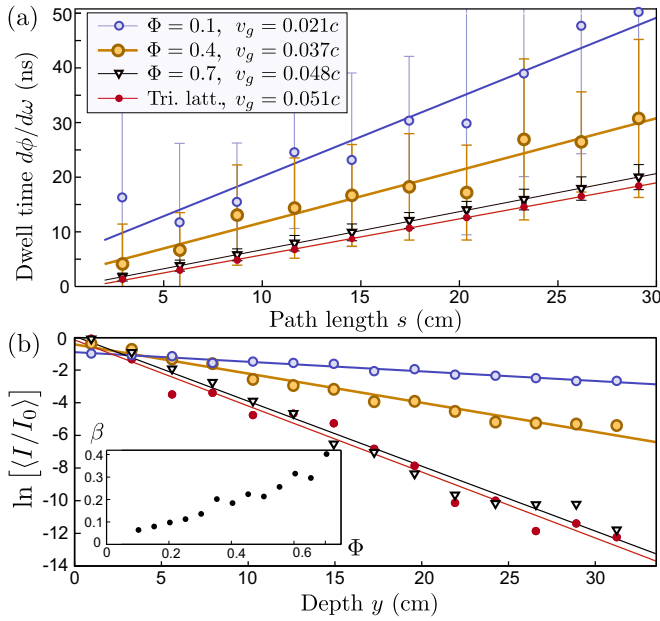 (a)
Φ = 0.1, v_g = 0.021c
Φ = 0.4, v_g = 0.037c
Φ = 0.7, v_g = 0.048c
Tri. latt., v_g = 0.051c
Dwell time dϕ/dω (ns)
50
40
30
20
10
0
5 10 15 20 25 30
Path length s (cm)
(b)
ln [⟨I/I₀⟩]
0
-2
-4
-6
-8
-10
-12
-14
β
0.4
0.3
0.2
0.1
0
0 0.2 0.4 0.6
Φ
0 5 10 15 20 25 30
Depth y (cm)